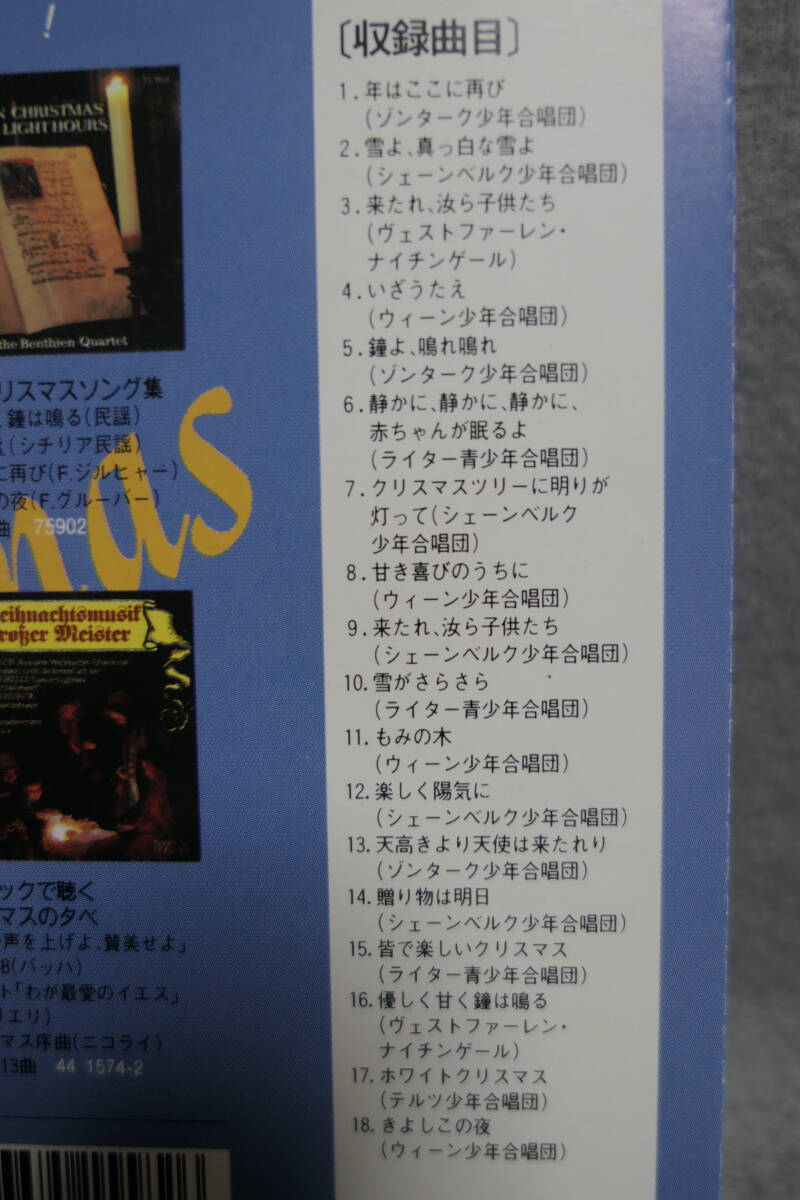 !
N CHRISTMAS
LIGHT HOURS
the Benthien Quartet
リスマスソング集
鐘は鳴る(民謡)
(シチリア民謡)
に再び(F.ジルヒャー)
の夜(F.グルーバー)
曲 75902
mas
eihnachtsmusik
roßer Meister
ックで聴く
マスの夕べ
声を上げよ、賛美せよ」
8(バッハ)
ト「わが最愛のイエス」
リエリ)
マス序曲(ニコライ)
13曲 44 1574-2
〔収録曲目〕
1.年はここに再び
(ゾンターク少年合唱団)
2.雪よ、真っ白な雪よ
(シェーンベルク少年合唱団)
3.来たれ、汝ら子供たち
(ヴェストファーレン・
ナイチンゲール)
4.いざうたえ
(ウィーン少年合唱団)
5.鐘よ、鳴れ鳴れ
(ゾンターク少年合唱団)
6.静かに、静かに、静かに、
赤ちゃんが眠るよ
(ライター青少年合唱団)
7.クリスマスツリーに明りが
灯って(シェーンベルク
少年合唱団)
8.甘き喜びのうちに
(ウィーン少年合唱団)
9.来たれ、汝ら子供たち
(シェーンベルク少年合唱団)
10.雪がさらさら
(ライター青少年合唱団)
11.もみの木
(ウィーン少年合唱団)
12.楽しく陽気に
(シェーンベルク少年合唱団)
13.天高きより天使は来たれり
(ゾンターク少年合唱団)
14.贈り物は明日
(シェーンベルク少年合唱団)
15.皆で楽しいクリスマス
(ライター青少年合唱団)
16.優しく甘く鐘は鳴る
(ヴェストファーレン・
ナイチンゲール)
17.ホワイトクリスマス
(テルツ少年合唱団)
18.きよしこの夜
(ウィーン少年合唱団)